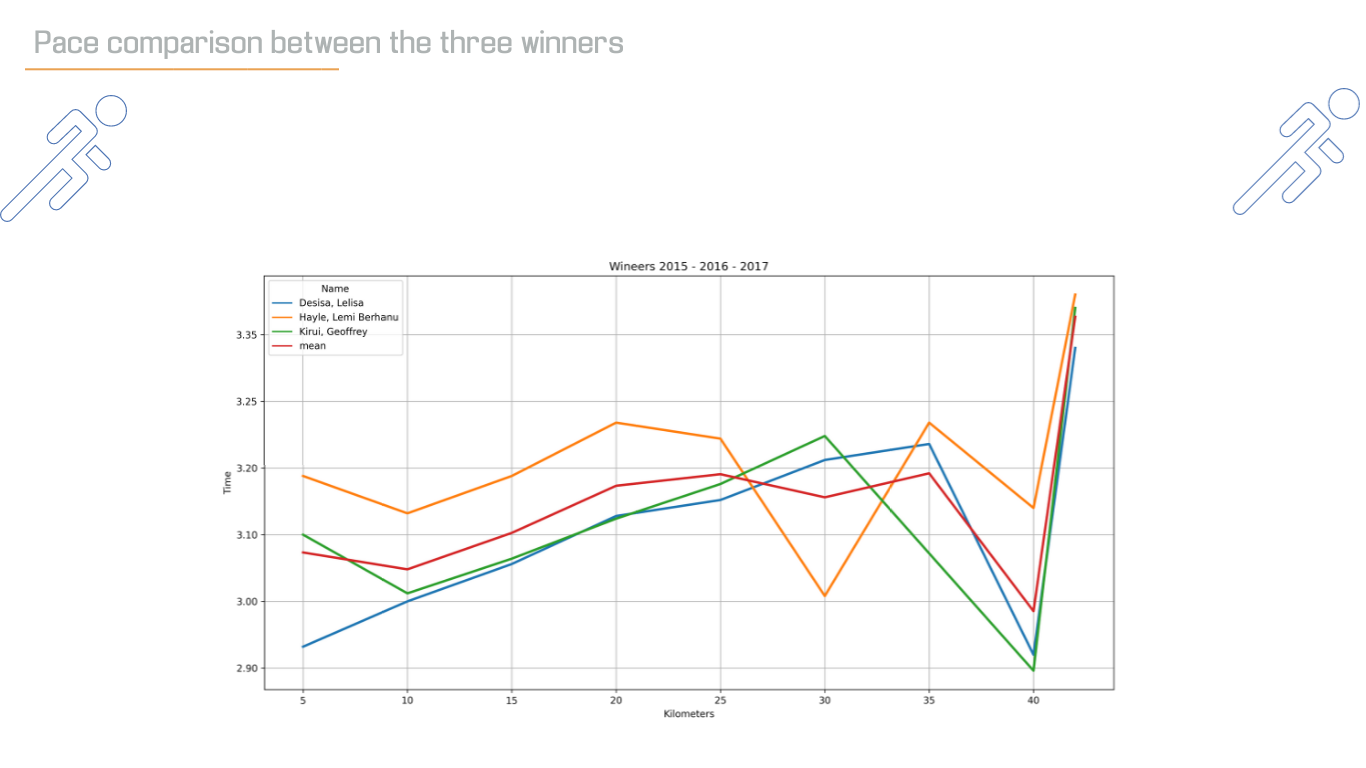 Pace comparison between the three winners
Wineers 2015 - 2016 - 2017
Name
Desisa, Lelisa
Hayle, Lemi Berhanu
Kirui, Geoffrey
mean
3.35
3.25
3.20
3.10
3.00
2.90
Time
5 10 15 20 25 30 35 40
Kilometers